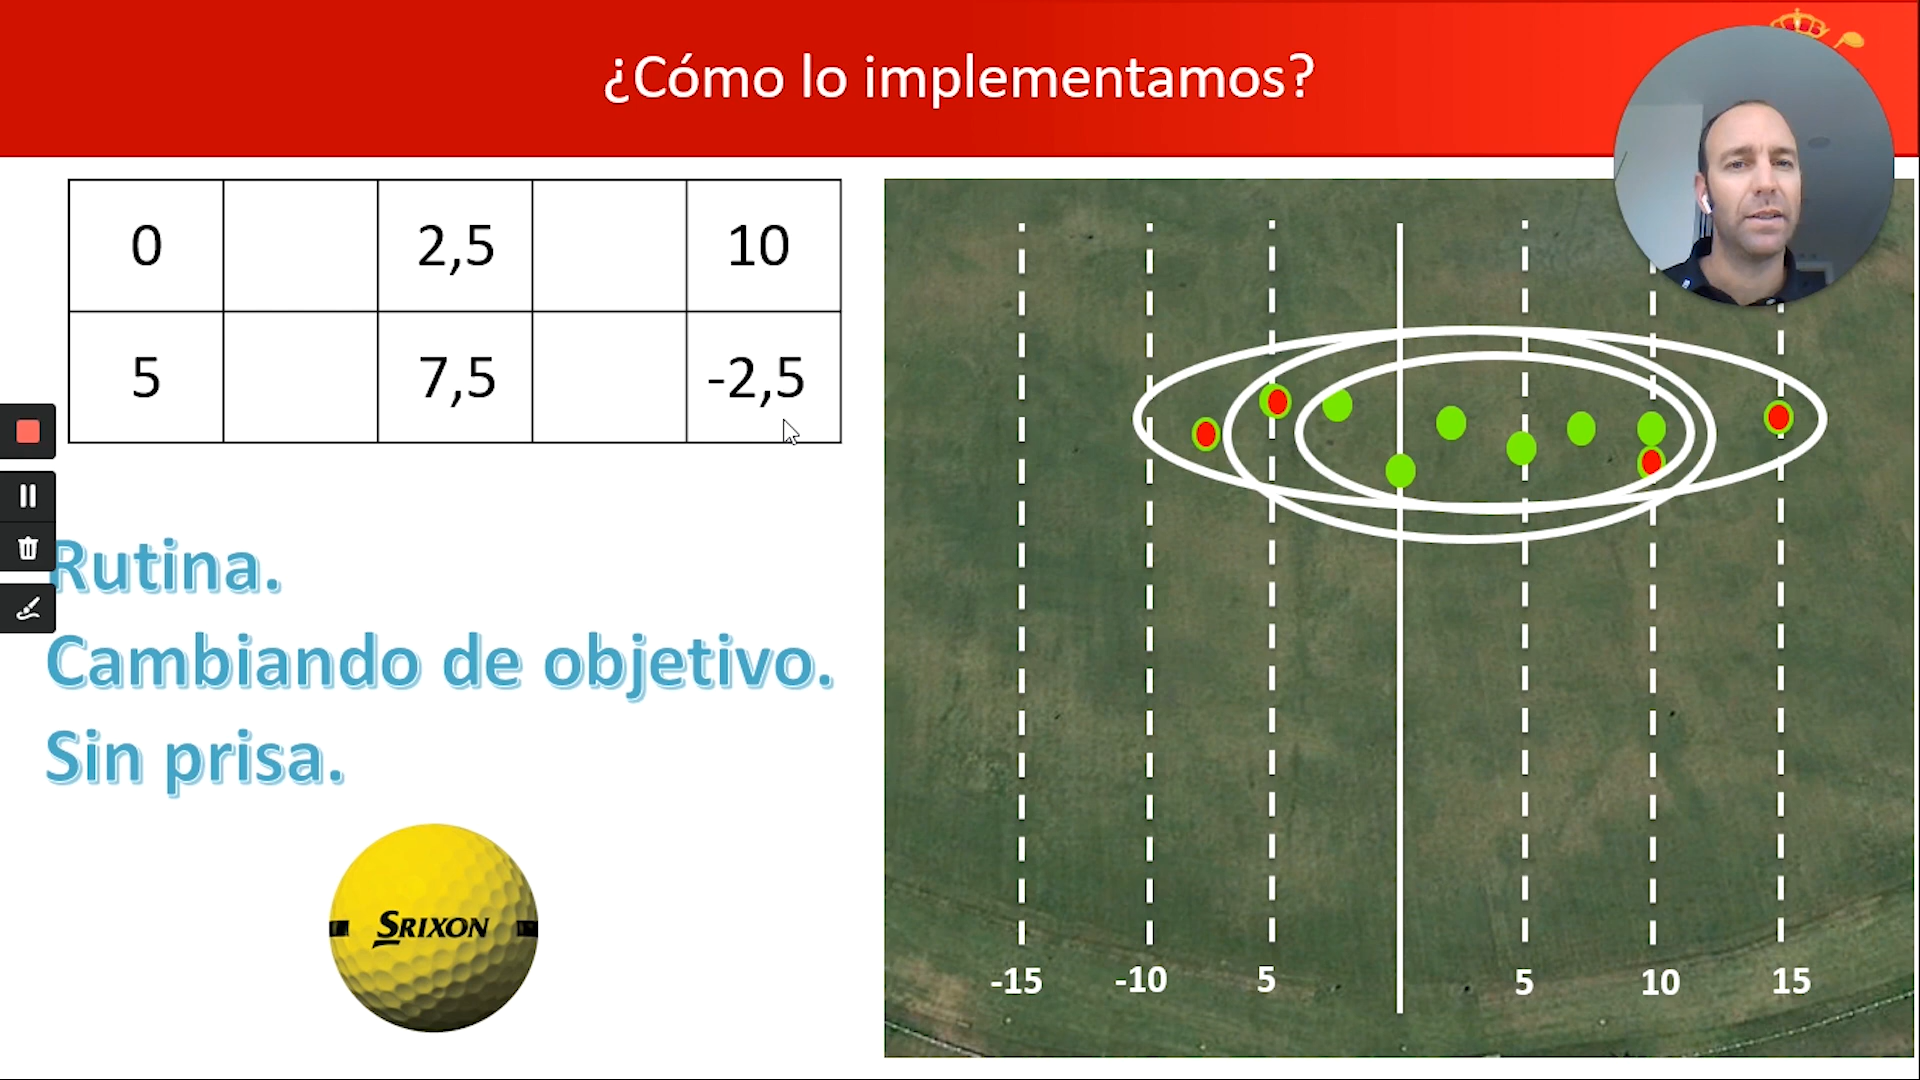 ¿Cómo lo implementamos?
0 2,5 10
5 7,5 -2,5
Rutina.
Cambiando de objetivo.
Sin prisa.
SRIXON
-15 -10 5 5 10 15